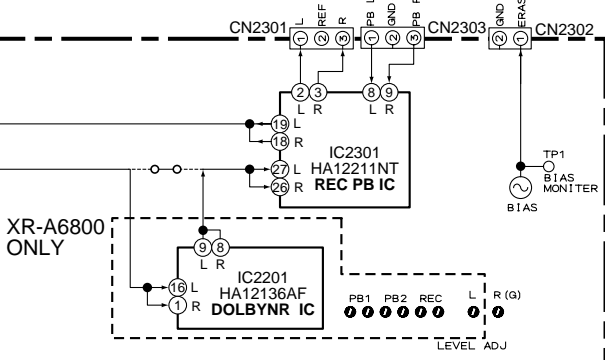 CN2301 L REF R PB L GND PB R CN2303 GND ERAS CN2302
1 2 3 1 2 3 2 1
2 3 8 9
L R L R
19 L
18 R
IC2301
HA12211NT
REC PB IC
27 L
26 R
TP1
BIAS
MONITER
BIAS
XR-A6800
ONLY
9 8
L R
IC2201
HA12136AF
DOLBYNR IC
16 L
1 R
PB1 PB2 REC L R (G)
LEVEL ADJ